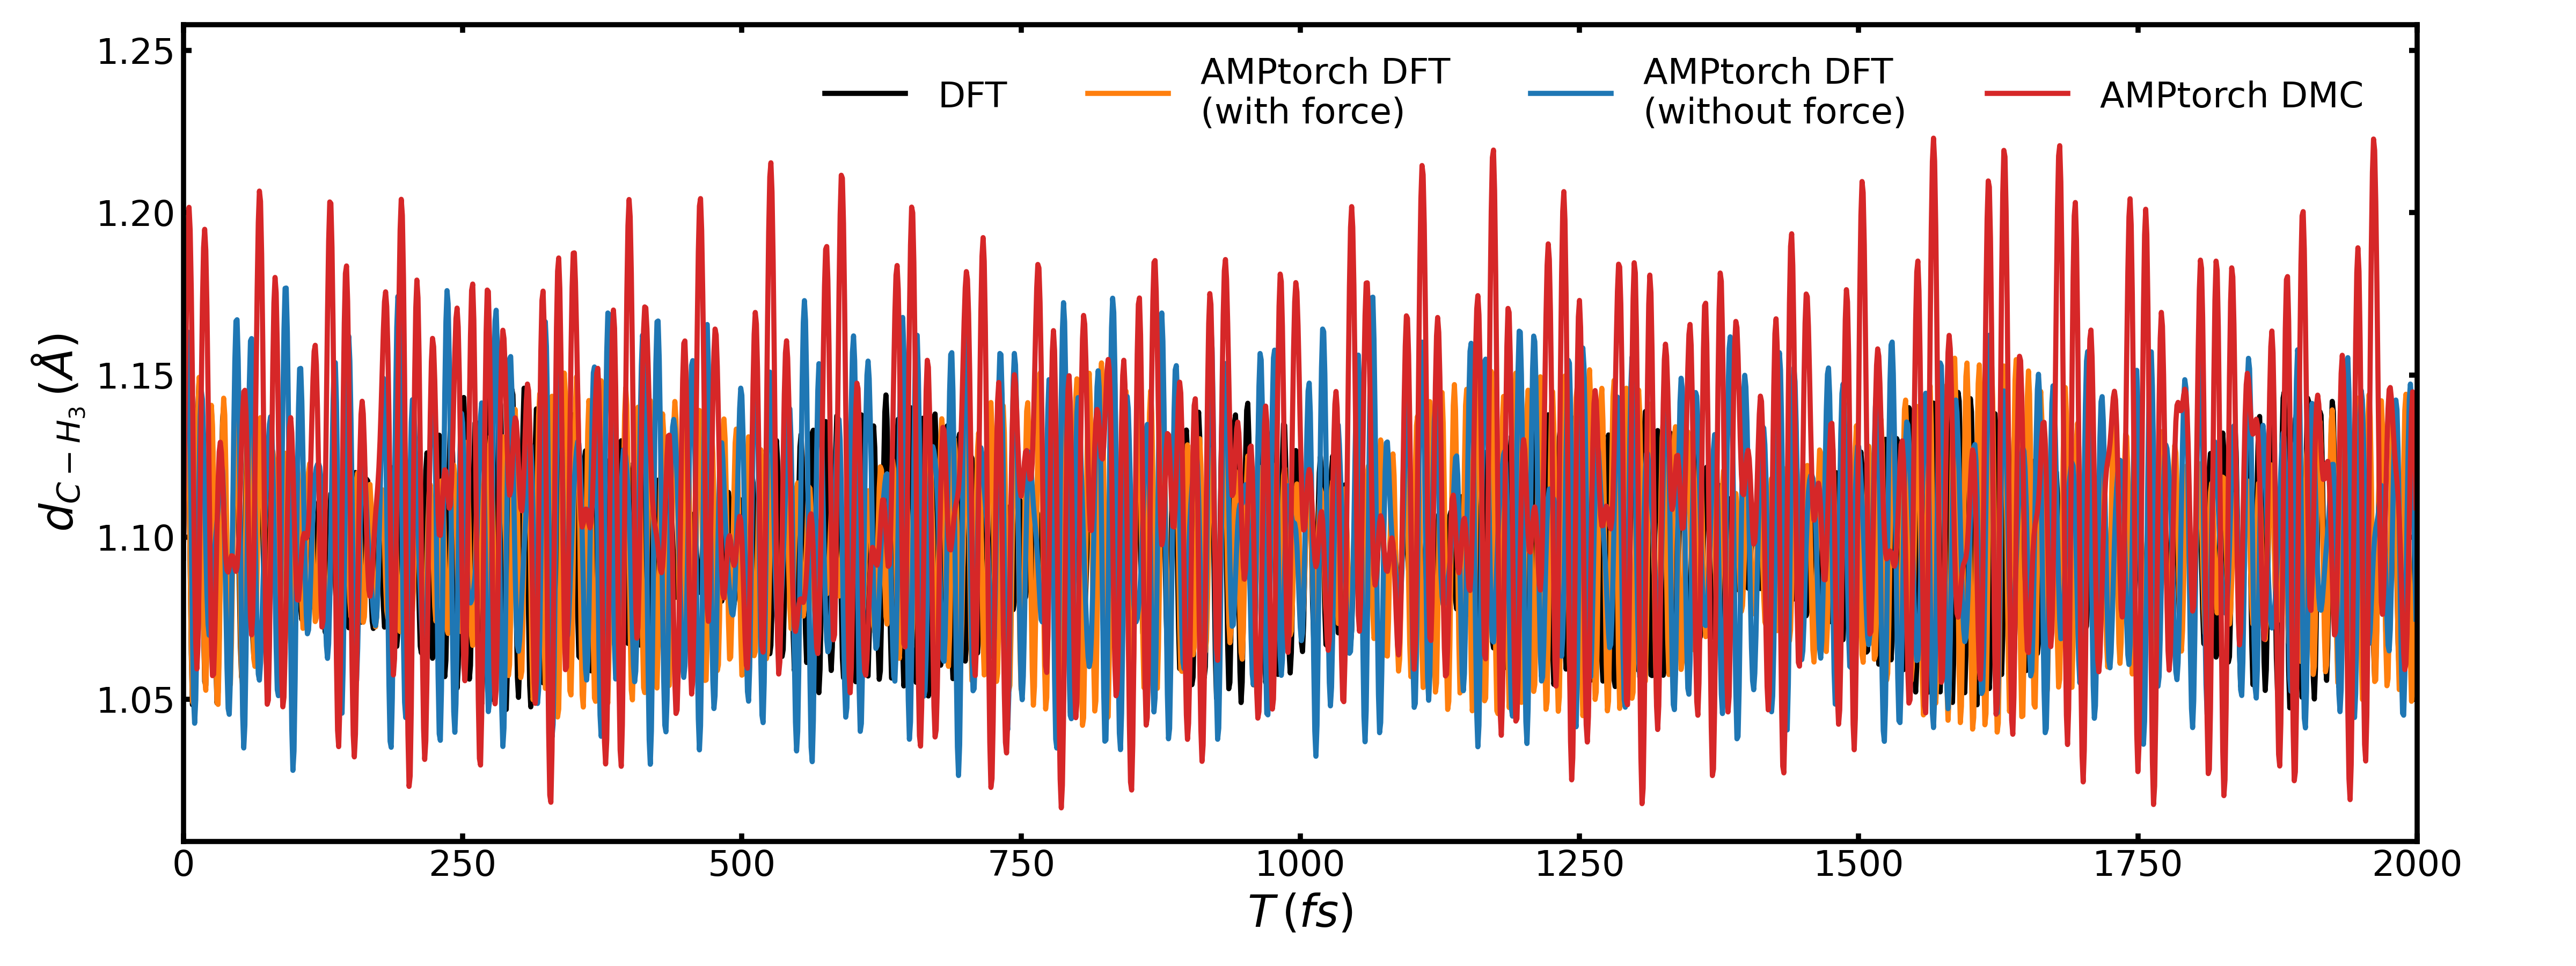 1.25
1.20
1.15
1.10
1.05
d_{C-H_3} (Å)
DFT
AMPtorch DFT
(with force)
AMPtorch DFT
(without force)
AMPtorch DMC
0 250 500 750 1000 1250 1500 1750 2000
T (fs)